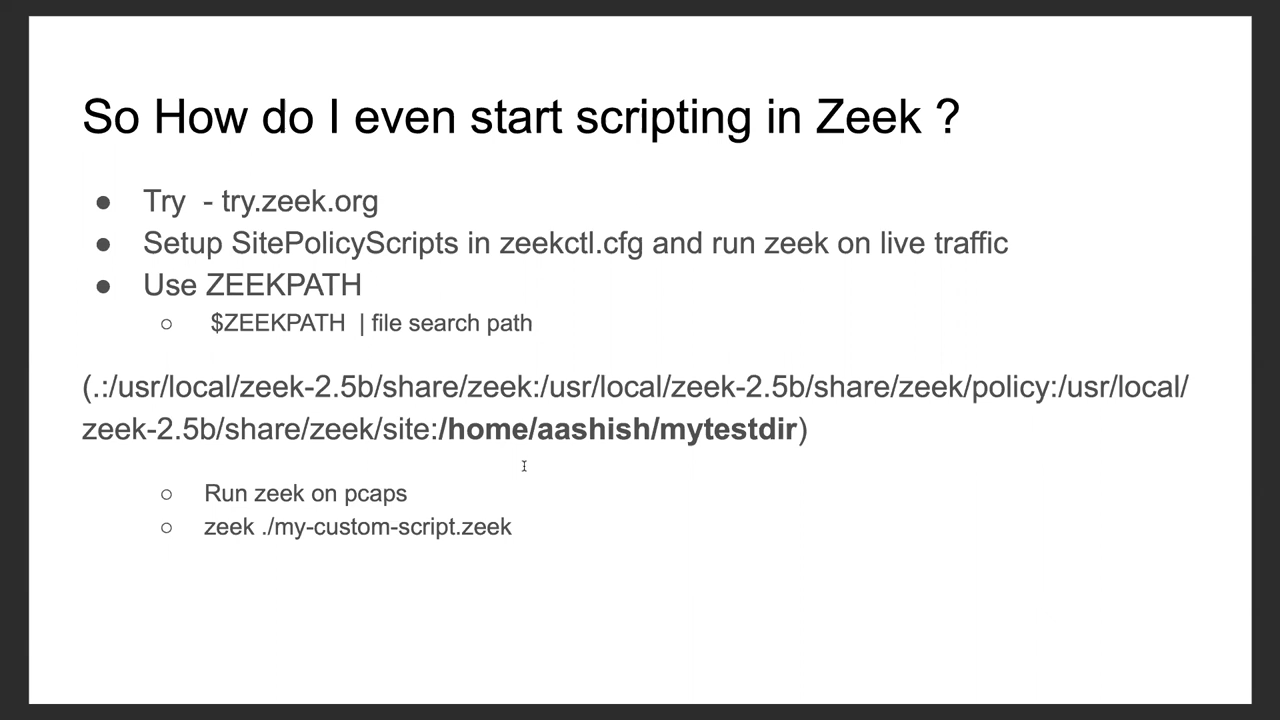 So How do I even start scripting in Zeek ?
● Try - try.zeek.org
● Setup SitePolicyScripts in zeekctl.cfg and run zeek on live traffic
● Use ZEEKPATH
○ $ZEEKPATH | file search path
(.:/usr/local/zeek-2.5b/share/zeek:/usr/local/zeek-2.5b/share/zeek/policy:/usr/local/
zeek-2.5b/share/zeek/site:/home/aashish/mytestdir)
○ Run zeek on pcaps
○ zeek ./my-custom-script.zeek